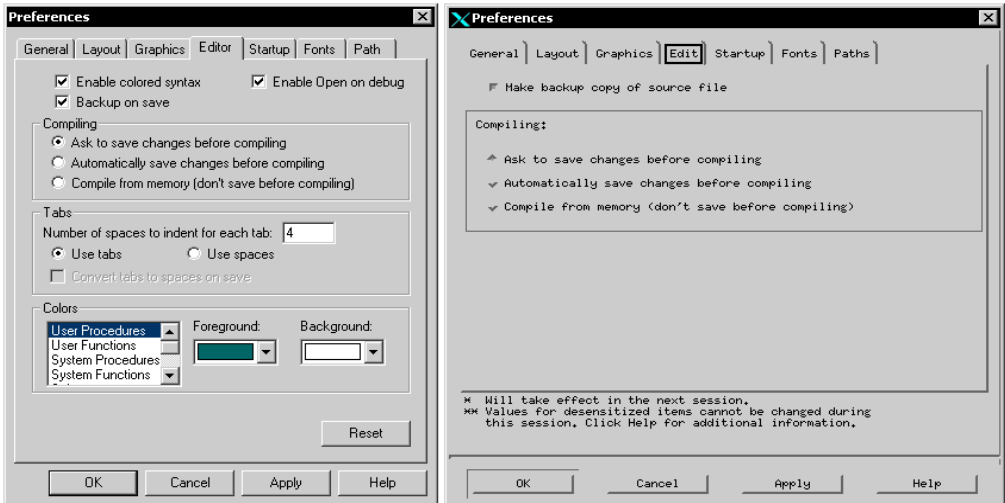 Preferences
General Layout Graphics Editor Startup Fonts Path
Enable colored syntax Enable Open on debug
Backup on save
Compiling
Ask to save changes before compiling
Automatically save changes before compiling
Compile from memory (don't save before compiling)
Tabs
Number of spaces to indent for each tab: 4
Use tabs Use spaces
Convert tabs to spaces on save
Colors
User Procedures
User Functions
System Procedures
System Functions
Foreground: Background:
Reset
OK Cancel Apply Help
Preferences
General Layout Graphics Edit Startup Fonts Paths
Make backup copy of source file
Compiling:
Ask to save changes before compiling
Automatically save changes before compiling
Compile from memory (don't save before compiling)
* Will take effect in the next session.
** Values for desensitized items cannot be changed during
this session. Click Help for additional information.
OK Cancel Apply Help